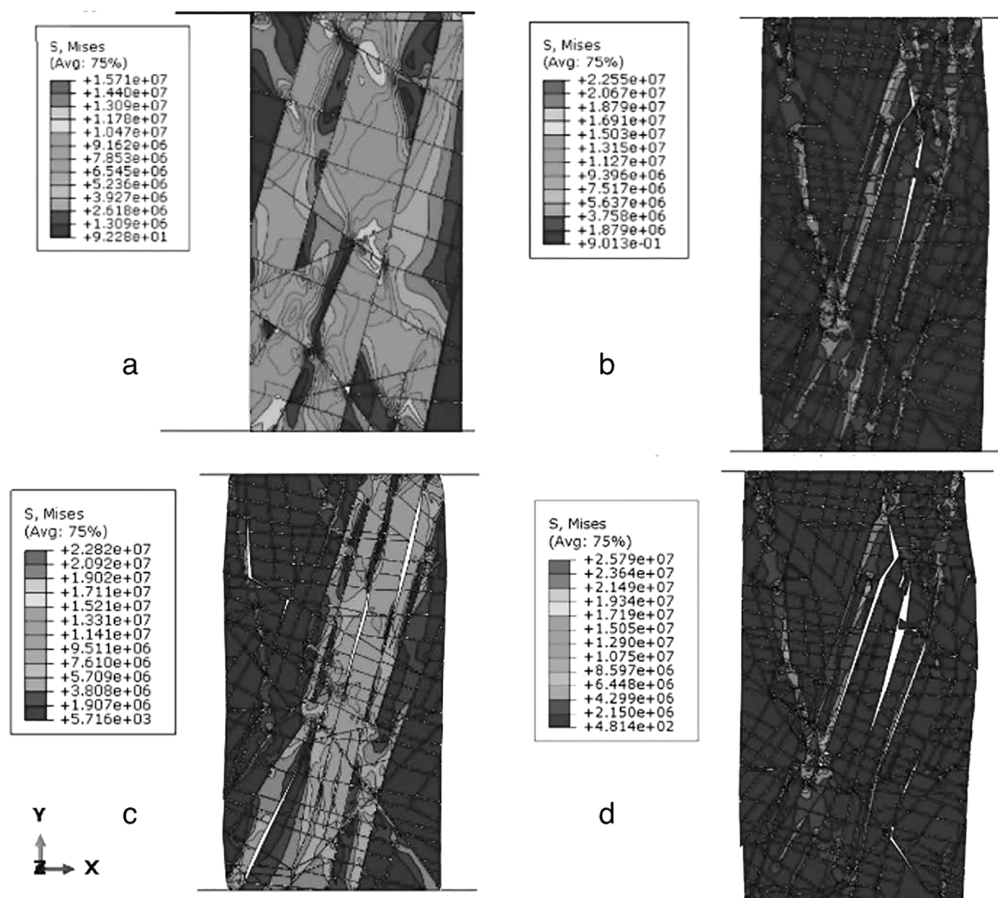 S, Mises
(Avg: 75%)
+1.571e+07
+1.440e+07
+1.309e+07
+1.178e+07
+1.047e+07
+9.162e+06
+7.853e+06
+6.545e+06
+5.236e+06
+3.927e+06
+2.618e+06
+1.309e+06
+9.228e+01
a
S, Mises
(Avg: 75%)
+2.255e+07
+2.067e+07
+1.879e+07
+1.691e+07
+1.503e+07
+1.315e+07
+1.127e+07
+9.396e+06
+7.517e+06
+5.637e+06
+3.758e+06
+1.879e+06
+9.013e-01
b
S, Mises
(Avg: 75%)
+2.282e+07
+2.092e+07
+1.902e+07
+1.711e+07
+1.521e+07
+1.331e+07
+1.141e+07
+9.511e+06
+7.610e+06
+5.709e+06
+3.808e+06
+1.907e+06
+5.716e+03
c
Y
Z
X
S, Mises
(Avg: 75%)
+2.579e+07
+2.364e+07
+2.149e+07
+1.934e+07
+1.719e+07
+1.505e+07
+1.290e+07
+1.075e+07
+8.597e+06
+6.448e+06
+4.299e+06
+2.150e+06
+4.814e+02
d